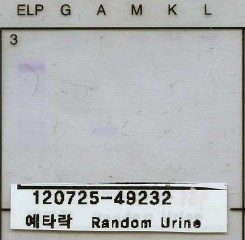 ELP G A M K L
3
120725-49232
예타락 Random Urine